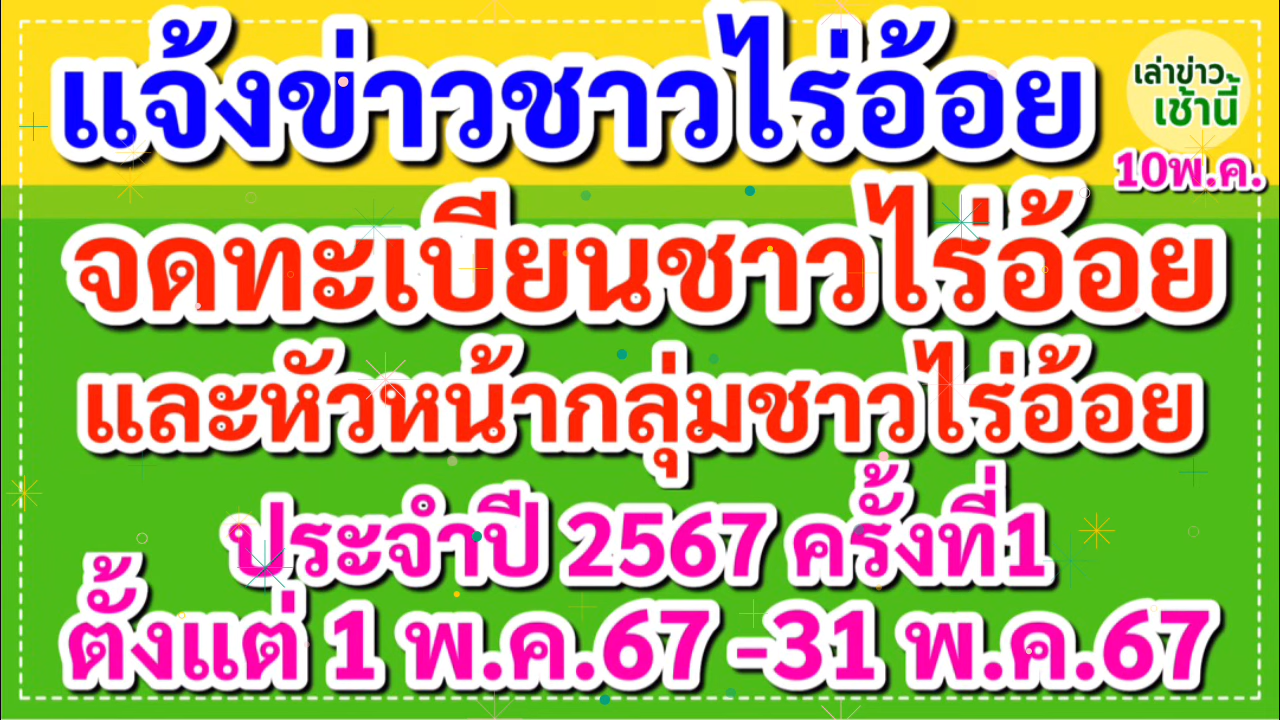 แจ้งข่าวชาวไร่อ้อย
เล่าข่าว
เช้านี้
10พ.ค.
จดทะเบียนชาวไร่อ้อย
และหัวหน้ากลุ่มชาวไร่อ้อย
ประจำปี 2567 ครั้งที่1
ตั้งแต่ 1 พ.ค.67 -31 พ.ค.67